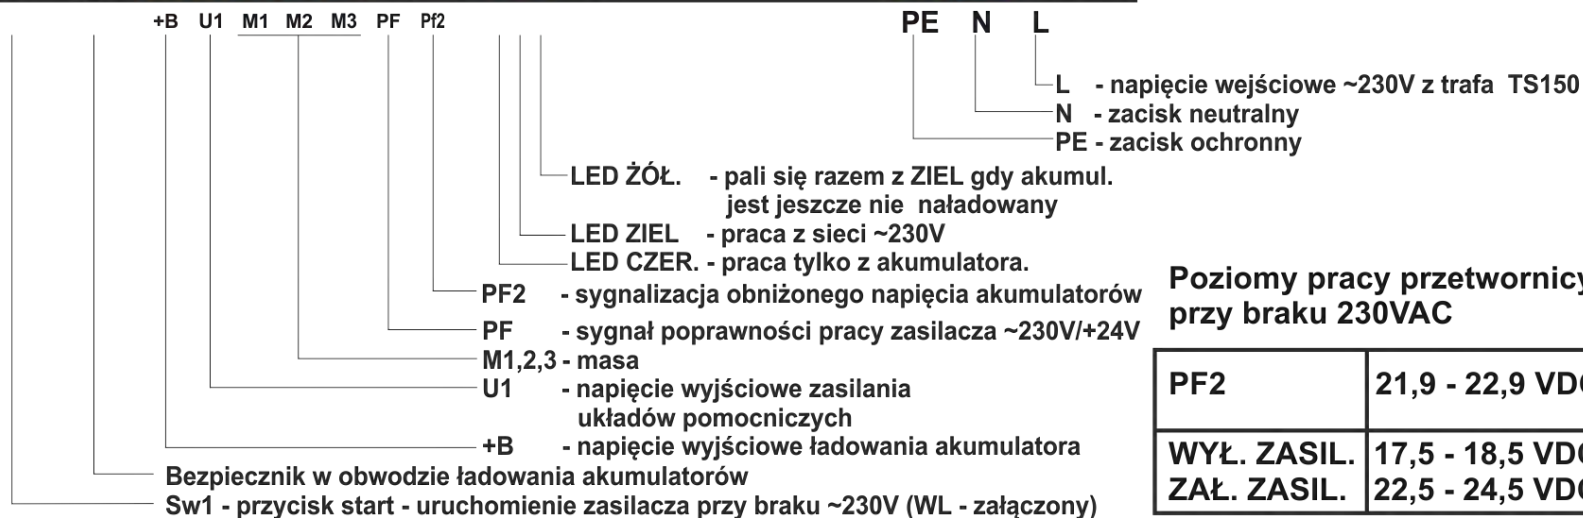 +B U1 M1 M2 M3 PF Pf2 PE N L
L - napięcie wejściowe ~230V z trafa TS150
N - zacisk neutralny
PE - zacisk ochronny
LED ŻÓŁ. - pali się razem z ZIEL gdy akumul.
jest jeszcze nie naładowany
LED ZIEL - praca z sieci ~230V
LED CZER. - praca tylko z akumulatora.
PF2 - sygnalizacja obniżonego napięcia akumulatorów
PF - sygnał poprawności pracy zasilacza ~230V/+24V
M1,2,3 - masa
U1 - napięcie wyjściowe zasilania
układów pomocniczych
+B - napięcie wyjściowe ładowania akumulatora
Bezpiecznik w obwodzie ładowania akumulatorów
Sw1 - przycisk start - uruchomienie zasilacza przy braku ~230V (WL - załączony)
Poziomy pracy przetwornicy
przy braku 230VAC
PF2 21,9 - 22,9 VDC
WYŁ. ZASIL. 17,5 - 18,5 VDC
ZAŁ. ZASIL. 22,5 - 24,5 VDC